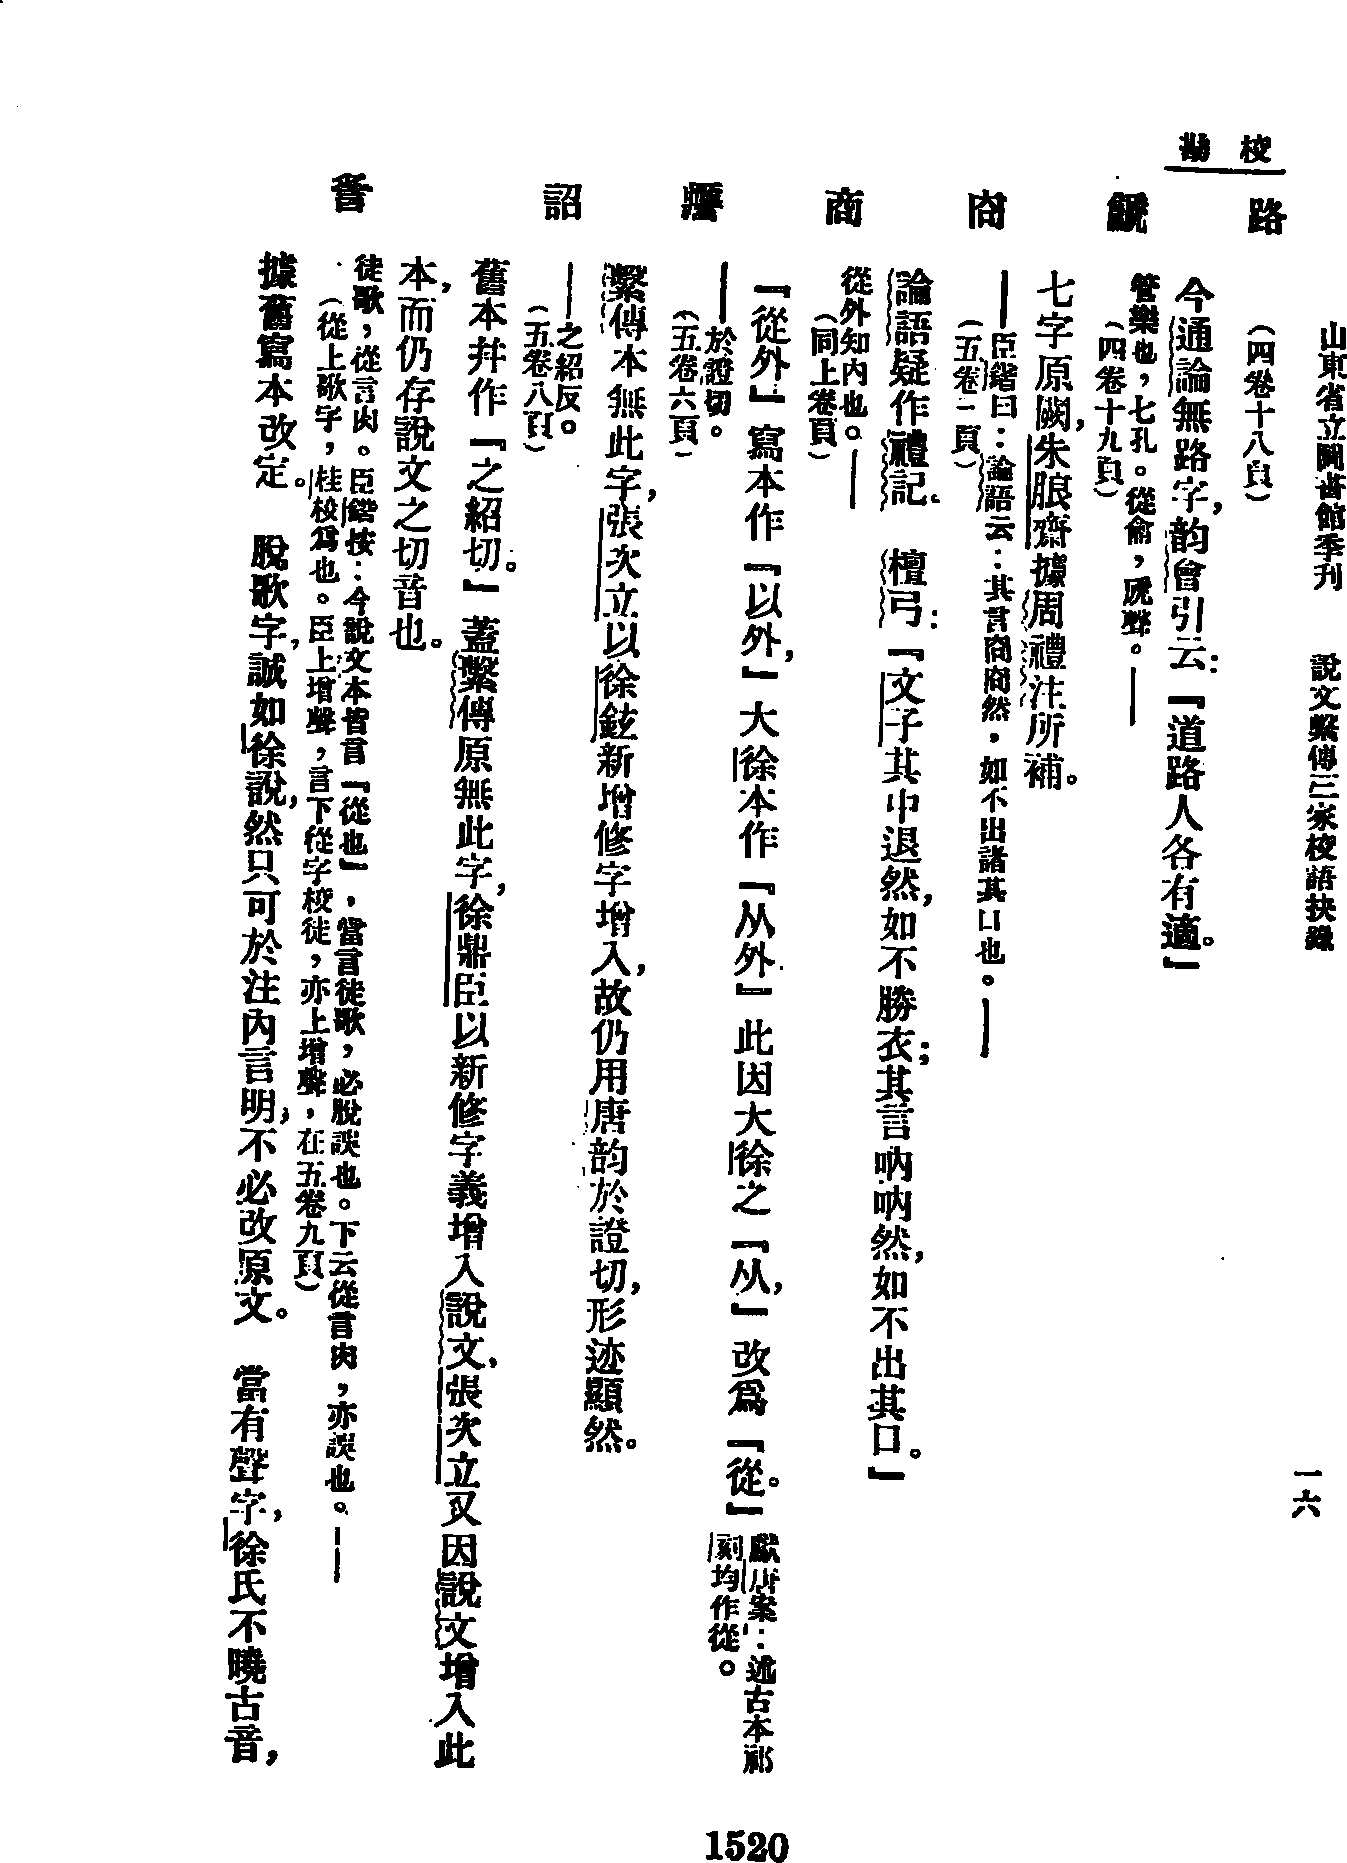 校勘
山東省立圖書館季刊 說文繫傳三家校語抉錄 一六
路 (四卷十八頁)
今通論無路字，韵會引云：『道路人各有適。』
管樂也，七孔。從龠，虒聲。——(四卷十九頁)
七字原闕，朱朖齋據周禮注所補。
㕯 ——臣鍇曰：論語云：其言㕯㕯然，如不出諸其口也。——(五卷一頁)
論語疑作禮記． 檀弓：『文子其中退然，如不勝衣；其言吶吶然，如不出其口。』
商 從外知內也。——(同上卷頁)
『從外』寫本作『以外，』大徐本作『从外』此因大徐之『从，』改爲『從。』獻唐案：述古本祁刻均作從。
譍 ——於證切。(五卷六頁)
繫傳本無此字，張次立以徐鉉新增修字增入，故仍用唐韵於證切，形迹顯然。
詔 ——之紹反。(五卷八頁)
舊本幷作『之紹切。』蓋繫傳原無此字，徐鼎臣以新修字義增入說文，張次立又因說文增入此
本，而仍存說文之切音也。
䚻 徒歌，從言肉。臣鍇按：今說文本皆言『從也』，當言徒歌，必脫誤也。下云從言肉，亦誤也。——
(從上歌字，桂校爲也。臣上增聲，言下從字校徒，亦上增聲，在五卷九頁)
據舊寫本改定。 脫歌字，誠如徐說，然只可於注內言明，不必改原文。 當有聲字，徐氏不曉古音，
1520